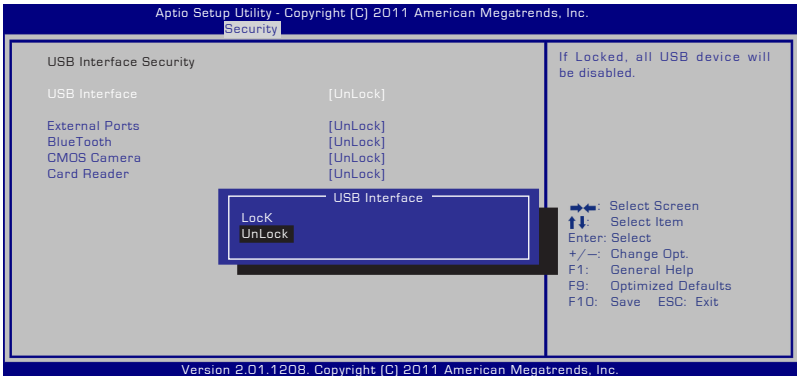 Aptio Setup Utility - Copyright (C) 2011 American Megatrends, Inc.
Security
USB Interface Security
USB Interface [UnLock]
External Ports [UnLock]
BlueTooth [UnLock]
CMOS Camera [UnLock]
Card Reader [UnLock]
USB Interface
LocK
UnLock
If Locked, all USB device will
be disabled.
→←: Select Screen
↑↓: Select Item
Enter: Select
+/—: Change Opt.
F1: General Help
F9: Optimized Defaults
F10: Save ESC: Exit
Version 2.01.1208. Copyright (C) 2011 American Megatrends, Inc.